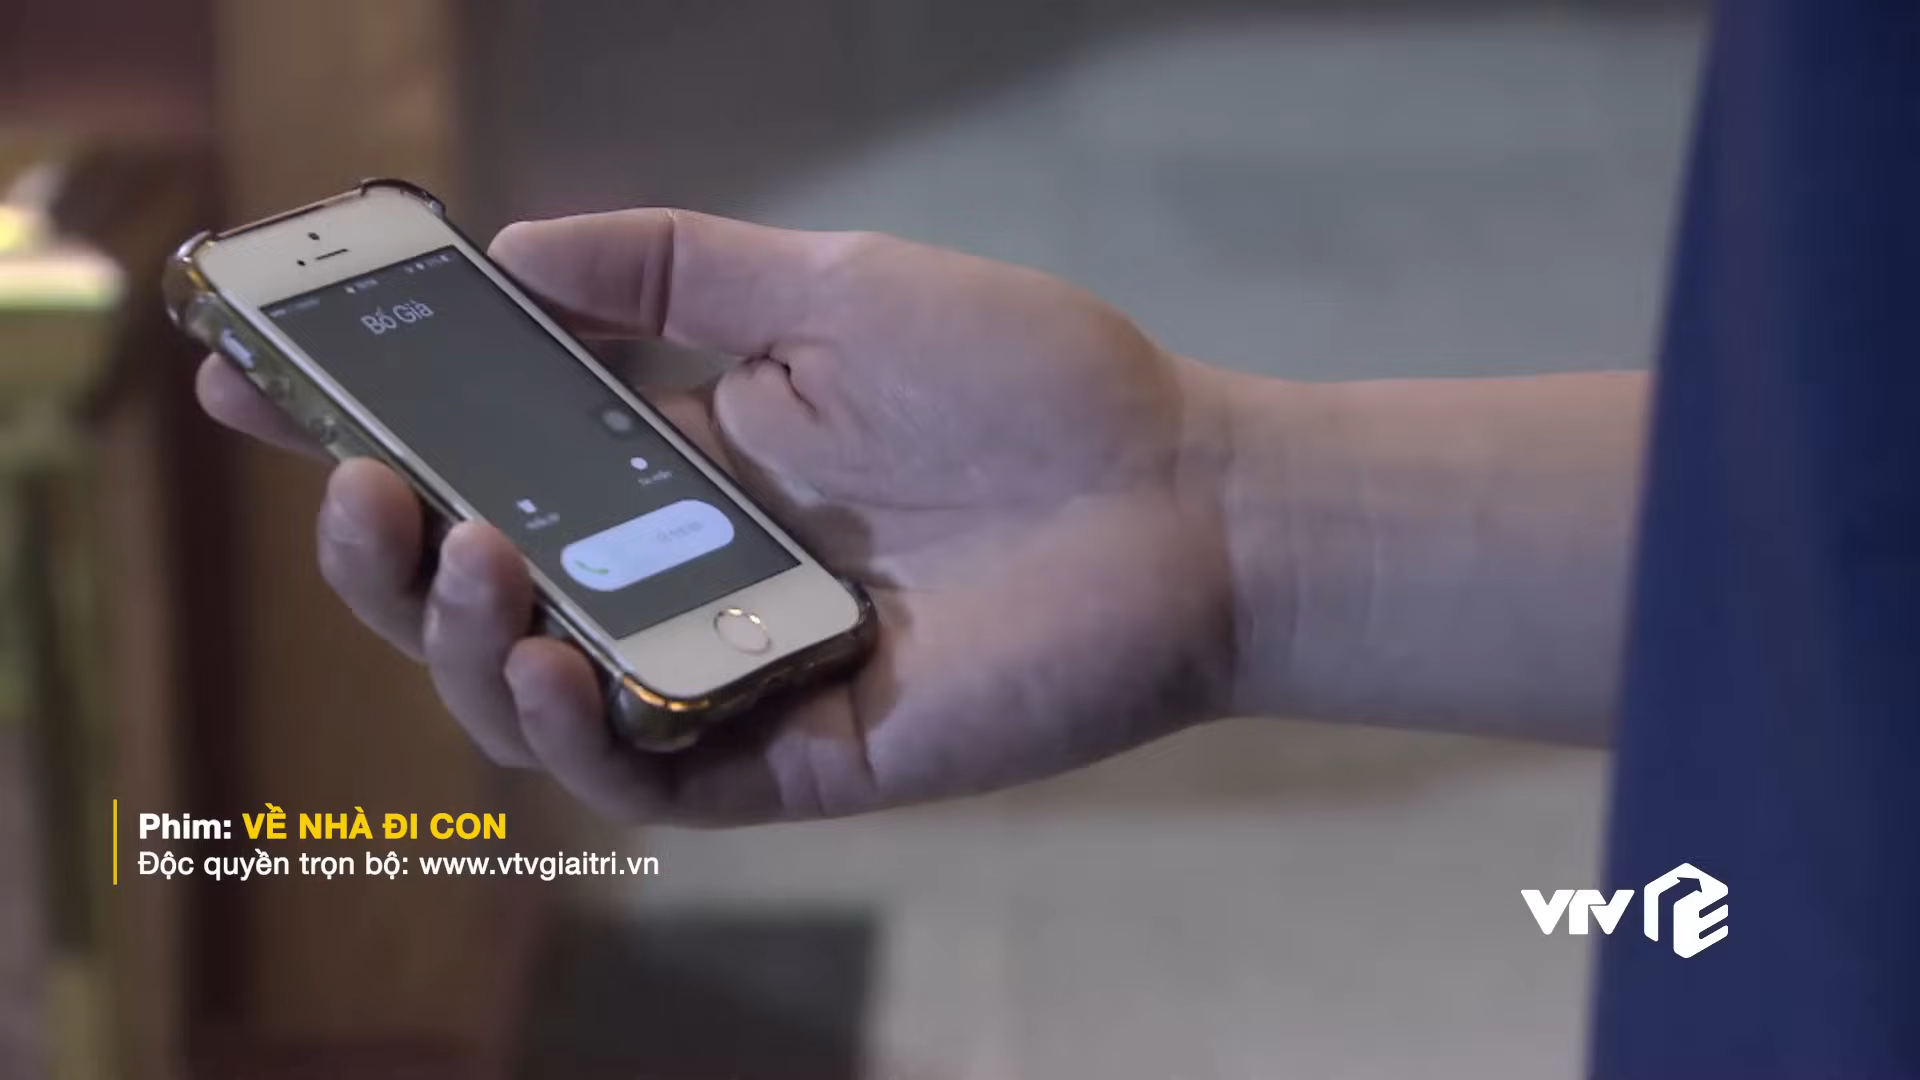 Bố Già
Phim: VỀ NHÀ ĐI CON
Độc quyền trọn bộ: www.vtvgiaitri.vn
VTV E